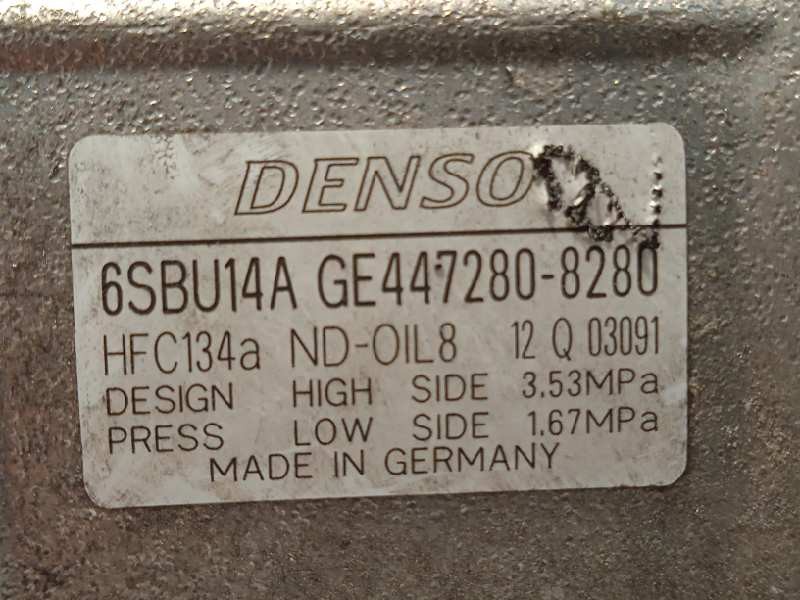 DENSO
6SBU14A GE447280-8280
HFC134a ND-OIL8 12 Q 03091
DESIGN HIGH SIDE 3.53MPa
PRESS LOW SIDE 1.67MPa
MADE IN GERMANY